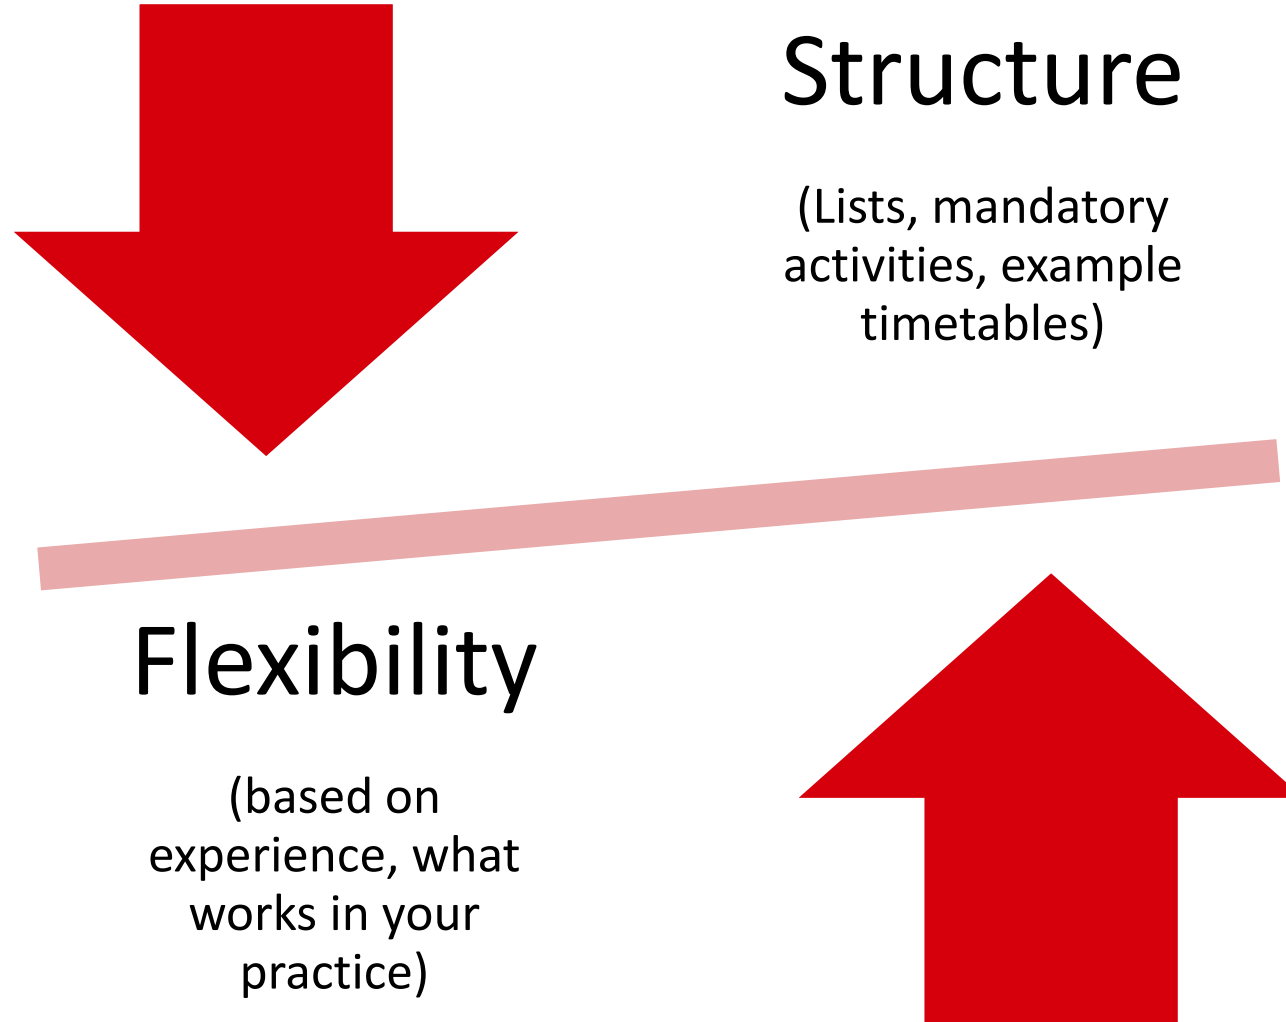 Structure
(Lists, mandatory
activities, example
timetables)
Flexibility
(based on
experience, what
works in your
practice)